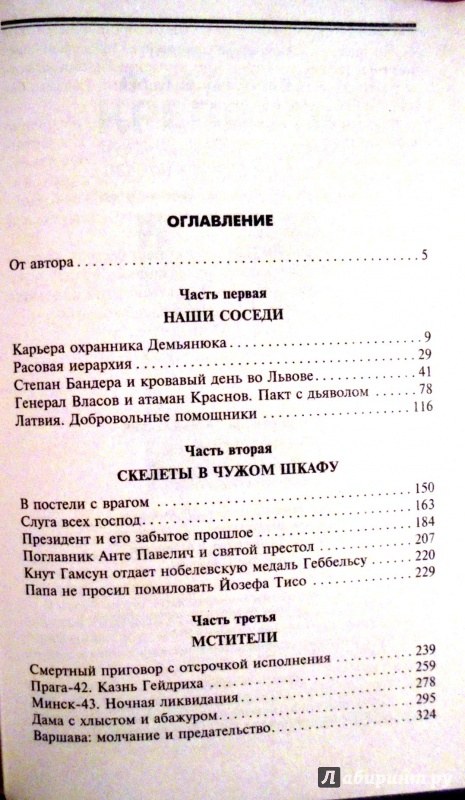 ОГЛАВЛЕНИЕ
От автора 5
Часть первая
НАШИ СОСЕДИ
Карьера охранника Демьянюка 9
Расовая иерархия 29
Степан Бандера и кровавый день во Львове 41
Генерал Власов и атаман Краснов. Пакт с дьяволом 78
Латвия. Добровольные помощники 116
Часть вторая
СКЕЛЕТЫ В ЧУЖОМ ШКАФУ
В постели с врагом 150
Слуга всех господ 163
Президент и его забытое прошлое 184
Поглавник Анте Павелич и святой престол 207
Кнут Гамсун отдает нобелевскую медаль Геббельсу 220
Папа не просил помиловать Йозефа Тисо 229
Часть третья
МСТИТЕЛИ
Смертный приговор с отсрочкой исполнения 239
Прага-42. Казнь Гейдриха 259
Минск-43. Ночная ликвидация 278
Дама с хлыстом и абажуром 295
Варшава: молчание и предательство 324
Лабиринт.ру